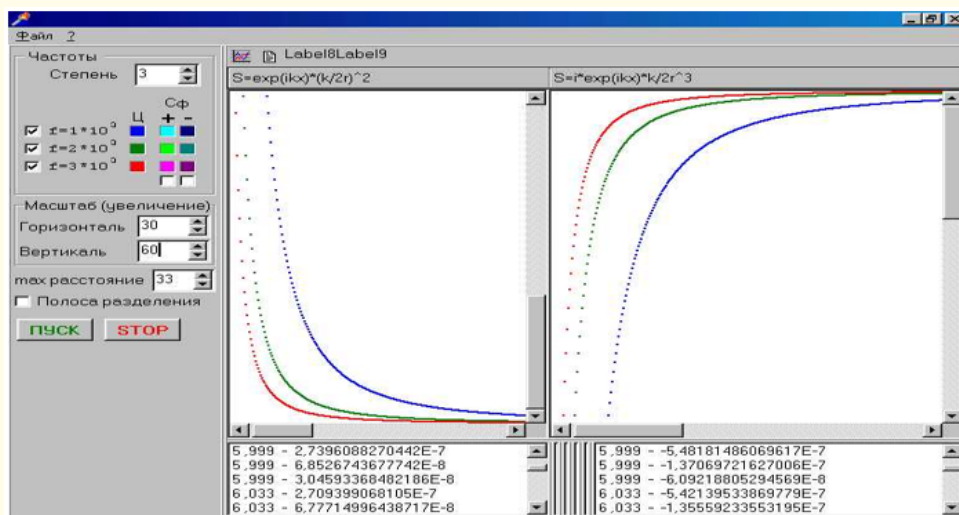 Файл ?
Частоты
Степень 3
Сф
Ц + -
f=1*10³
f=2*10³
f=3*10³
Масштаб (увеличение)
Горизонталь 30
Вертикаль 60
max расстояние 33
Полоса разделения
ПУСК STOP
Label8Label9
S=exp(ikx)*(k/2r)^2
S=i*exp(ikx)*k/2r^3
5,999 - 2,7396088270442E-7
5,999 - 6,85267436777742E-8
5,999 - 3,04593368482186E-8
6,033 - 2,709399068105E-7
6,033 - 6,77714996438717E-8
5,999 - -5,48181486069617E-7
5,999 - -1,37069721627006E-7
5,999 - -6,09218805294569E-8
6,033 - -5,42139533869779E-7
6,033 - -1,35559233553195E-7